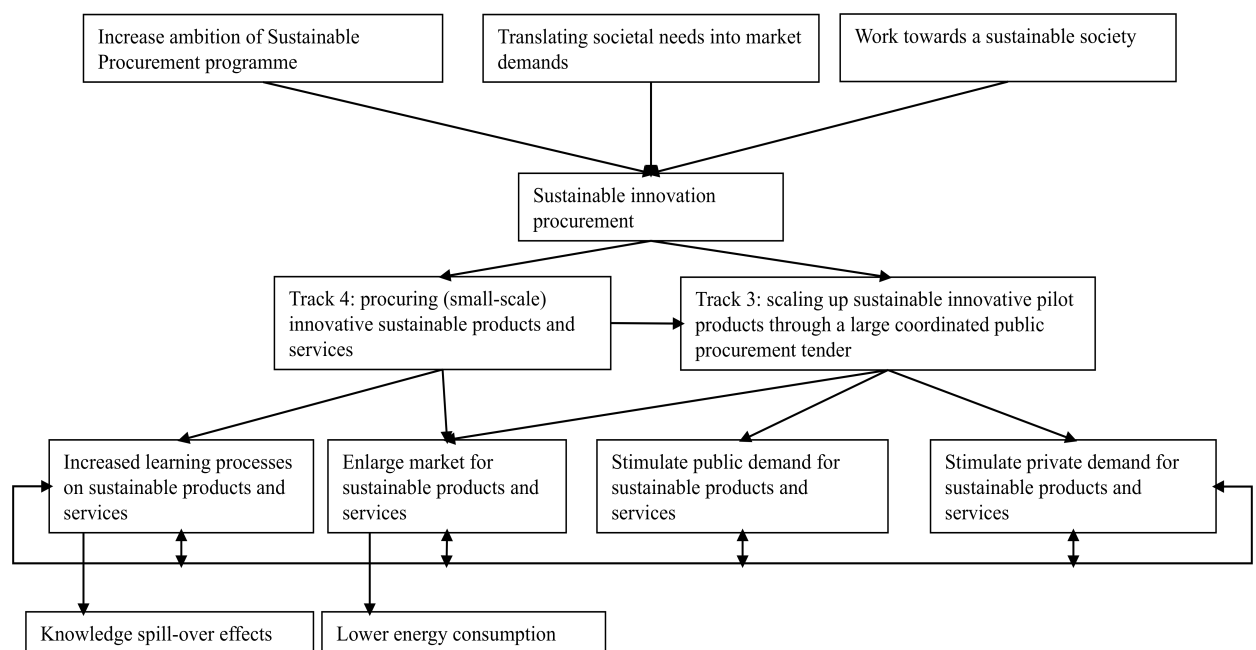 Increase ambition of Sustainable
Procurement programme
Translating societal needs into market
demands
Work towards a sustainable society
Sustainable innovation
procurement
Track 4: procuring (small-scale)
innovative sustainable products and
services
Track 3: scaling up sustainable innovative pilot
products through a large coordinated public
procurement tender
Increased learning processes
on sustainable products and
services
Enlarge market for
sustainable products and
services
Stimulate public demand for
sustainable products and
services
Stimulate private demand for
sustainable products and
services
Knowledge spill-over effects
Lower energy consumption